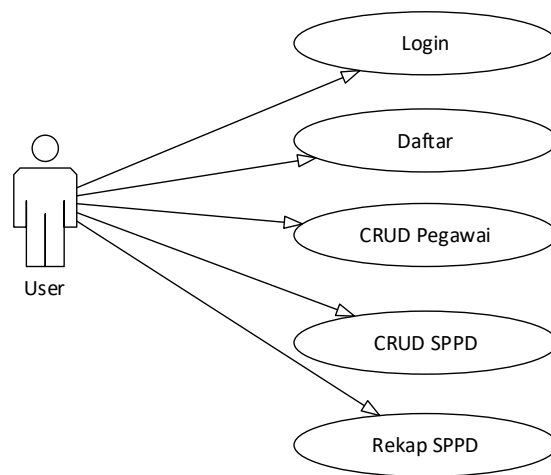 Login
Daftar
CRUD Pegawai
User
CRUD SPPD
Rekap SPPD